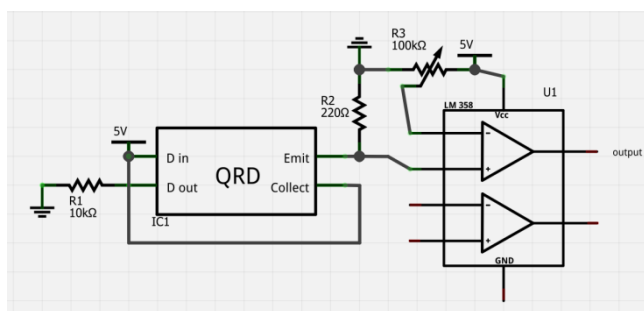 R3
100kΩ
5V
LM 358
Vcc
U1
R2
220Ω
-
+
output
5V
D in
QRD
Emit
D out
Collect
R1
10kΩ
IC1
-
+
GND